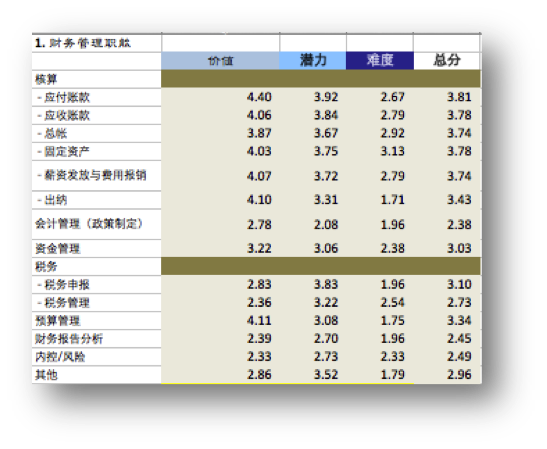 1. 财务管理职能
价值 潜力 难度 总分
核算
- 应付账款 4.40 3.92 2.67 3.81
- 应收账款 4.06 3.84 2.79 3.78
- 总帐 3.87 3.67 2.92 3.74
- 固定资产 4.03 3.75 3.13 3.78
- 薪资发放与费用报销 4.07 3.72 2.79 3.74
- 出纳 4.10 3.31 1.71 3.43
会计管理（政策制定） 2.78 2.08 1.96 2.38
资金管理 3.22 3.06 2.38 3.03
税务
- 税务申报 2.83 3.83 1.96 3.10
- 税务管理 2.36 3.22 2.54 2.73
预算管理 4.11 3.08 1.75 3.34
财务报告分析 2.39 2.70 1.96 2.45
内控/风险 2.33 2.73 2.33 2.49
其他 2.86 3.52 1.79 2.96